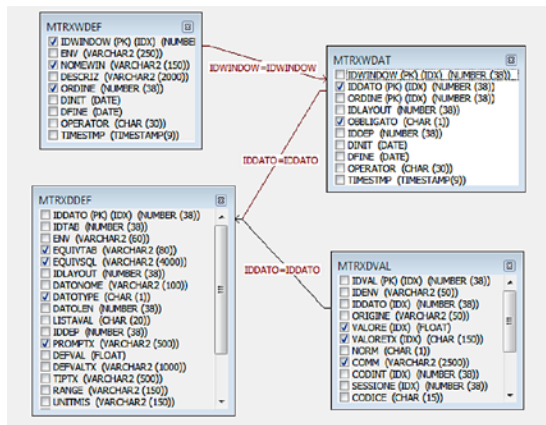 MTRXWDEF
IDWINDOW (PK) (IDX) (NUMBE
ENV (VARCHAR2 (250))
NOMEWIN (VARCHAR2 (150))
DESCRIZ (VARCHAR2 (2000))
ORDINE (NUMBER (38))
DINIT (DATE)
DFINE (DATE)
OPERATOR (CHAR (30))
TIMESTMP (TIMESTAMP(9))
IDWINDOW=IDWINDOW
MTRXWDAT
IDWINDOW (PK) (IDX) (NUMBER (38))
IDDATO (PK) (IDX) (NUMBER (38))
ORDINE (PK) (IDX) (NUMBER (38))
IDLAYOUT (NUMBER (38))
OBBLIGATO (CHAR (1))
IDDEP (NUMBER (38))
DINIT (DATE)
DFINE (DATE)
OPERATOR (CHAR (30))
TIMESTMP (TIMESTAMP(9))
IDDATO=IDDATO
MTRXDDEF
IDDATO (PK) (IDX) (NUMBER (38))
IDTAB (NUMBER (38))
ENV (VARCHAR2 (60))
EQUIVTAB (VARCHAR2 (80))
EQUIVSQL (VARCHAR2 (4000))
IDLAYOUT (NUMBER (38))
DATONOME (VARCHAR2 (100))
DATOTYPE (CHAR (1))
DATOLEN (NUMBER (38))
LISTAVAL (CHAR (20))
IDDEP (NUMBER (38))
PROMPTX (VARCHAR2 (500))
DEFVAL (FLOAT)
DEFVALTX (VARCHAR2 (1000))
TIPTX (VARCHAR2 (500))
RANGE (VARCHAR2 (150))
UNITMIS (VARCHAR2 (150))
IDDATO=IDDATO
MTRXDVAL
IDVAL (PK) (IDX) (NUMBER (38))
IDENV (VARCHAR2 (50))
IDDATO (IDX) (NUMBER (38))
ORIGINE (VARCHAR2 (50))
VALORE (IDX) (FLOAT)
VALORETX (IDX) (CHAR (150))
NORM (CHAR (1))
COMM (VARCHAR2 (2500))
CODINT (IDX) (NUMBER (38))
SESSIONE (IDX) (NUMBER (38))
CODICE (CHAR (15))